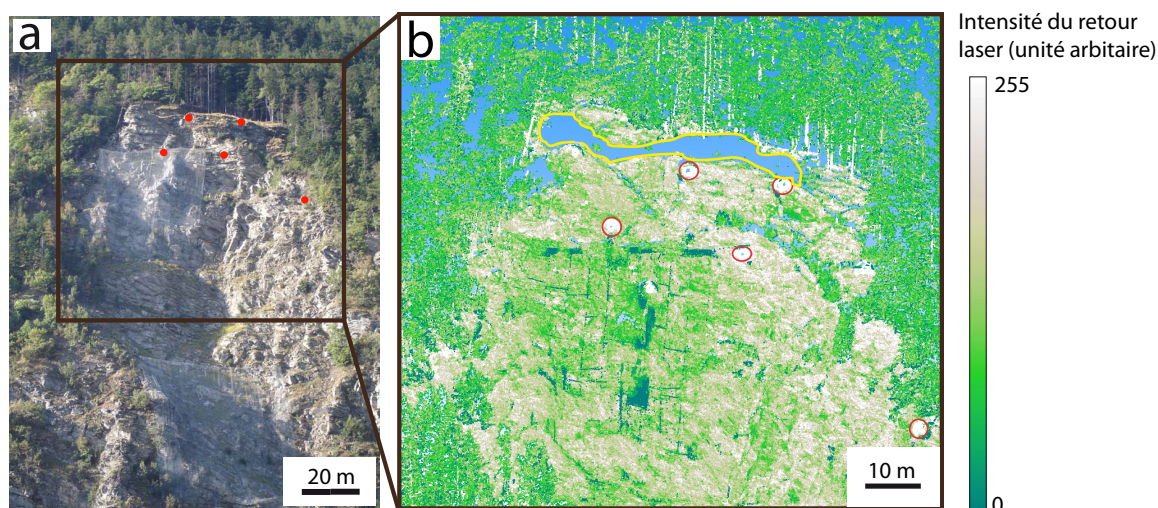 a
b
Intensité du retour
laser (unité arbitaire)
255
20 m
10 m
0